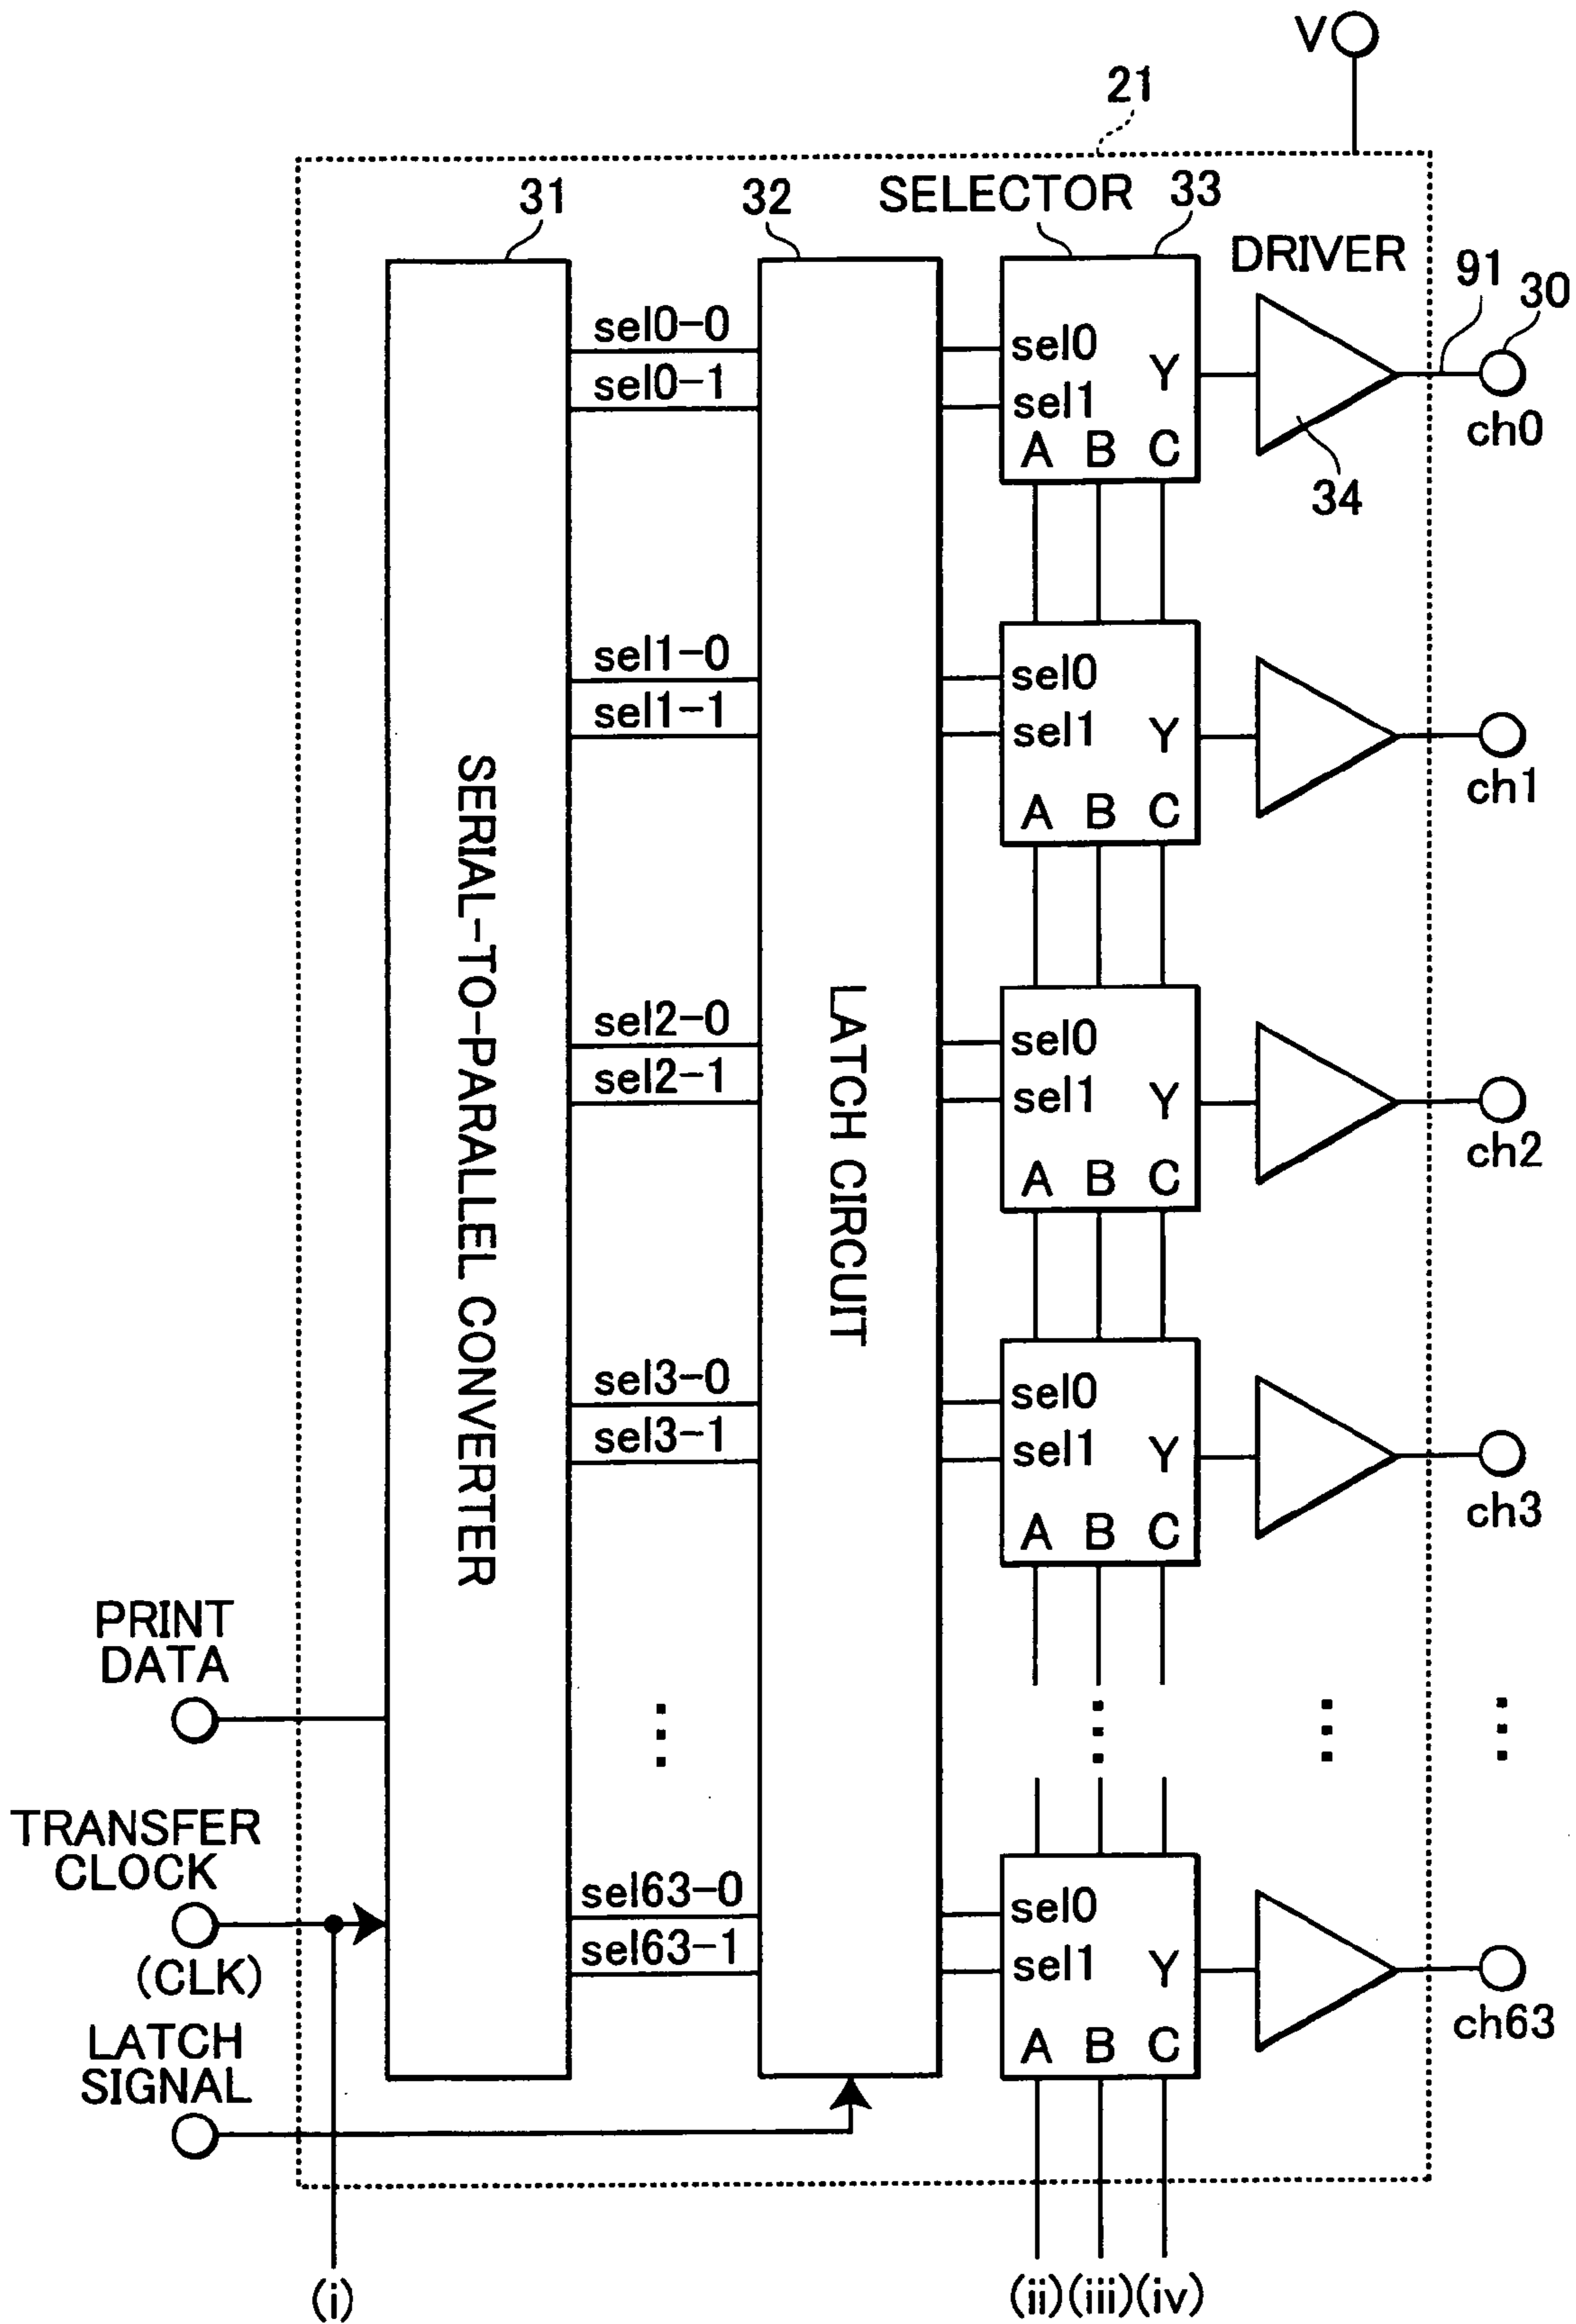 V
21
31
32
SELECTOR
33
DRIVER
91
30
sel0-0
sel0-1
sel0
sel1
Y
A B C
34
ch0
sel1-0
sel1-1
sel0
sel1
Y
A B C
ch1
SERIAL-TO-PARALLEL CONVERTER
LATCH CIRCUIT
sel2-0
sel2-1
sel0
sel1
Y
A B C
ch2
sel3-0
sel3-1
sel0
sel1
Y
A B C
ch3
PRINT
DATA
TRANSFER
CLOCK
(CLK)
sel63-0
sel63-1
sel0
sel1
Y
A B C
ch63
LATCH
SIGNAL
(i)
(ii) (iii) (iv)